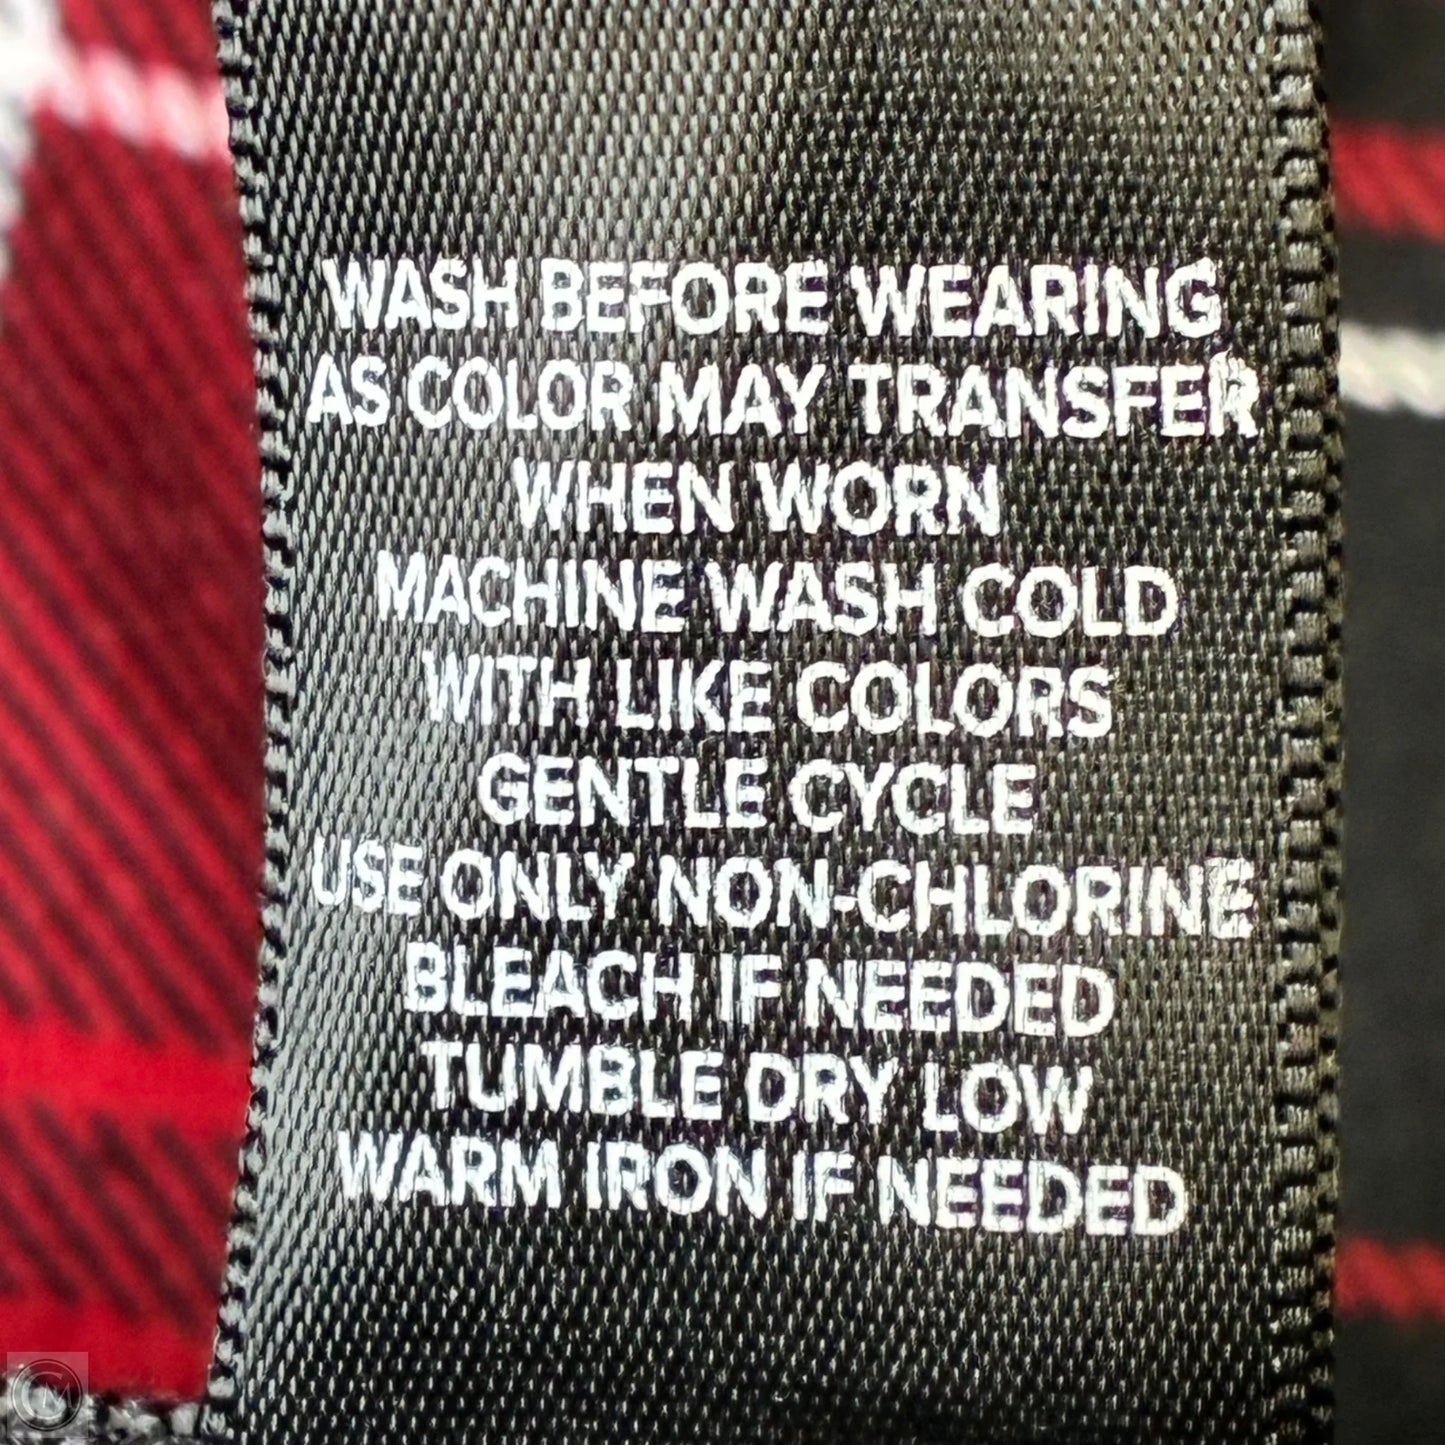 WASH BEFORE WEARING
AS COLOR MAY TRANSFER
WHEN WORN
MACHINE WASH COLD
WITH LIKE COLORS
GENTLE CYCLE
USE ONLY NON-CHLORINE
BLEACH IF NEEDED
TUMBLE DRY LOW
WARM IRON IF NEEDED